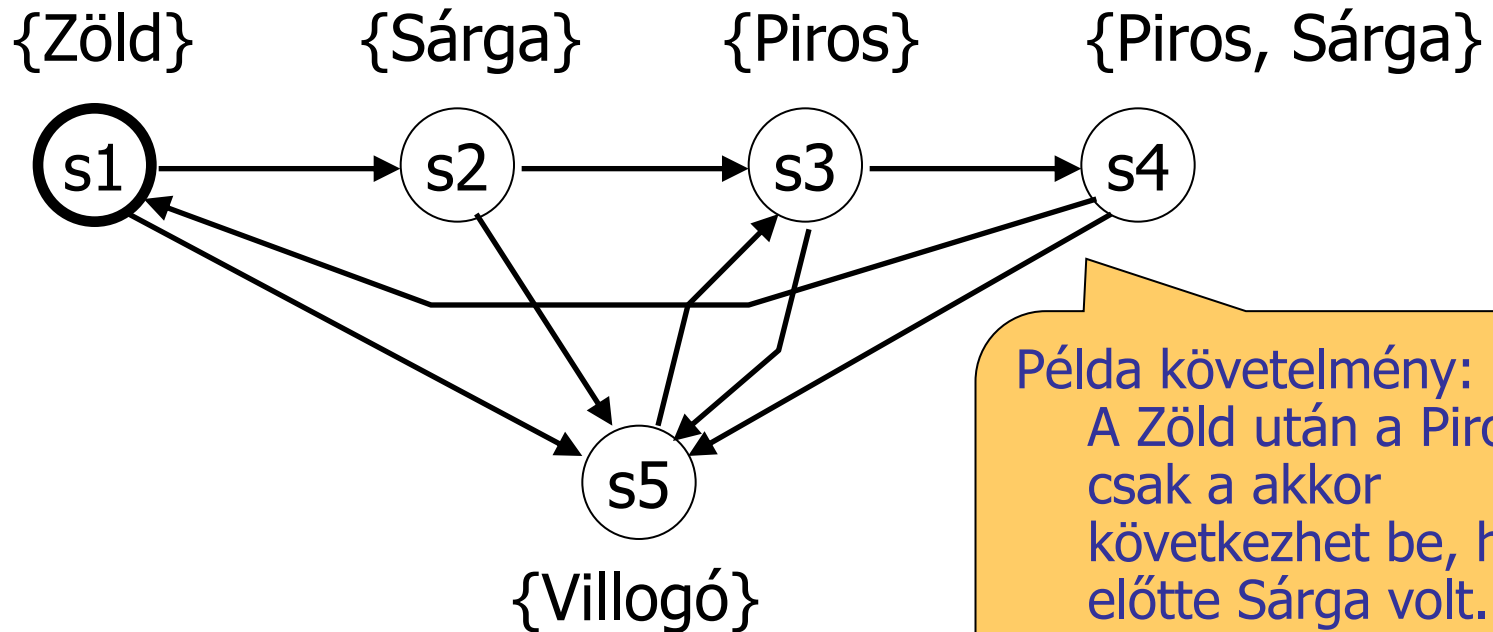 {Zöld} {Sárga} {Piros} {Piros, Sárga}
s1 s2 s3 s4
Példa követelmény:
A Zöld után a Piro
csak a akkor
következhet be, h
előtte Sárga volt.
s5
{Villogó}